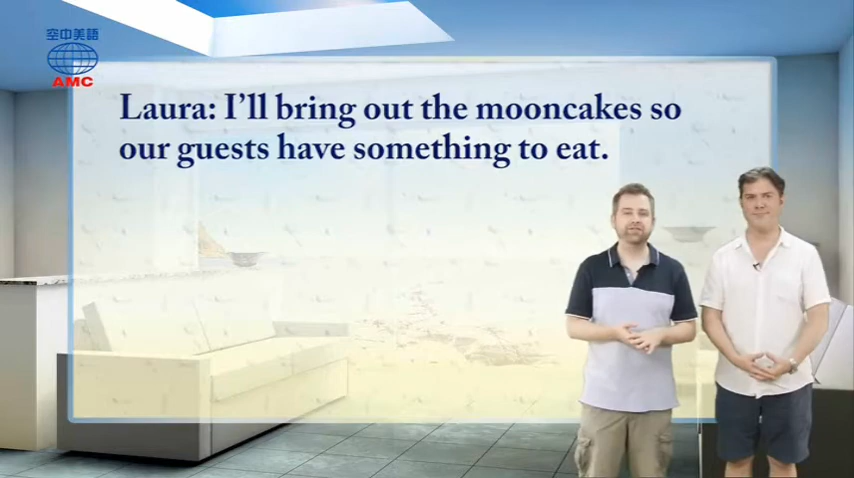 空中美語
AMC
Laura: I'll bring out the mooncakes so
our guests have something to eat.